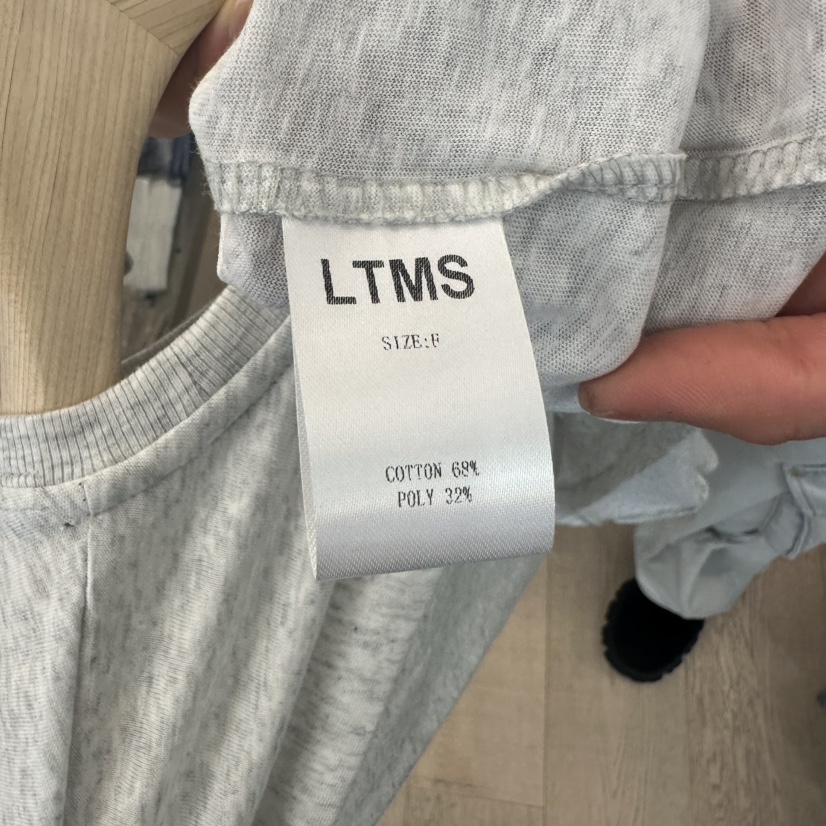 LTMS
SIZE:F
COTTON 68%
POLY 32%